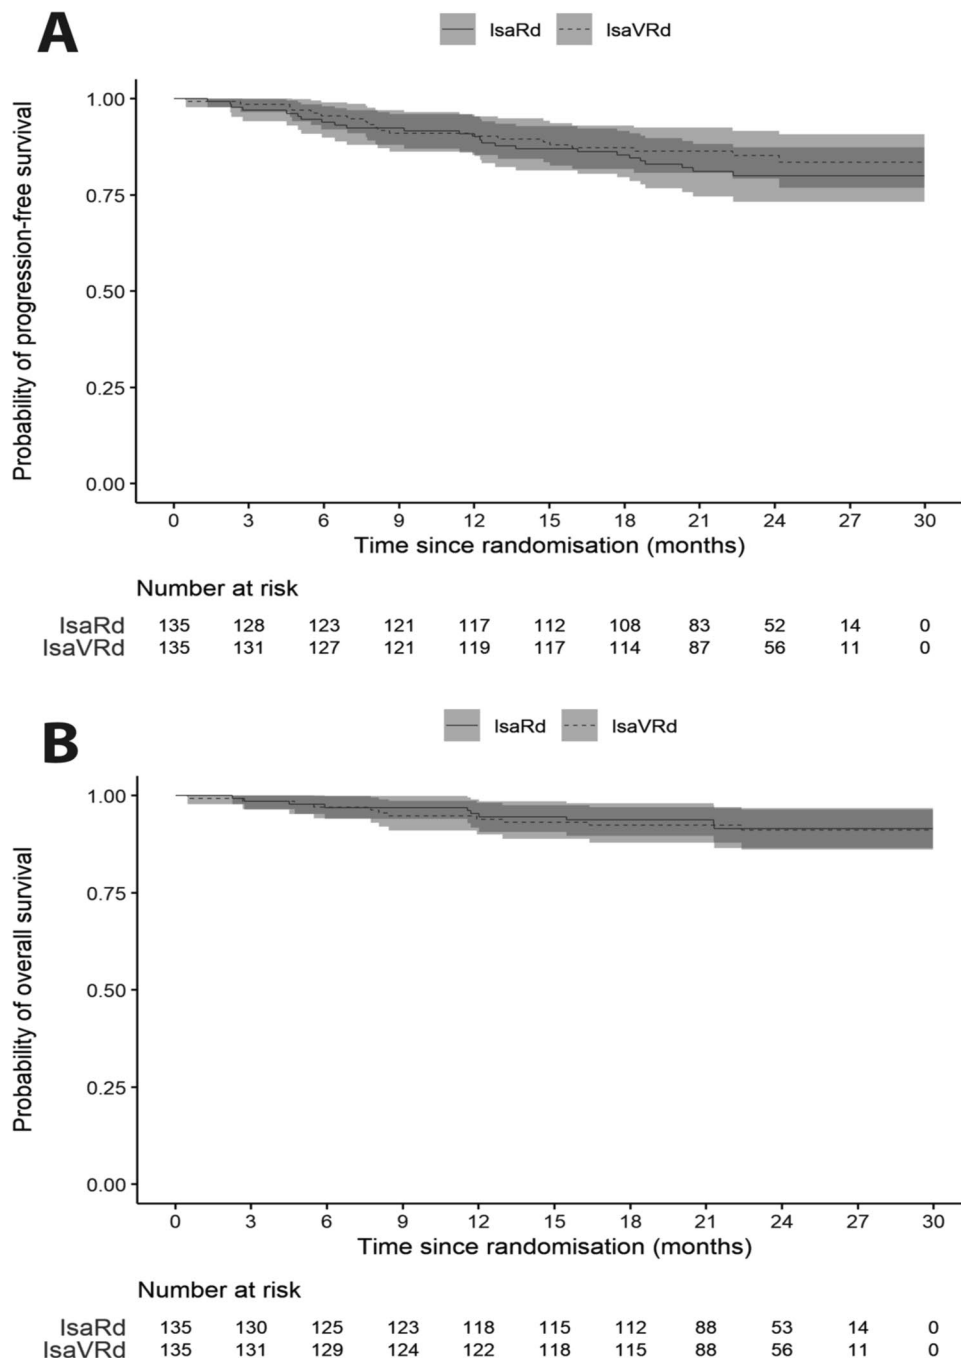 A
IsaRd IsaVRd
Probability of progression-free survival
1.00
0.75
0.50
0.25
0.00
0 3 6 9 12 15 18 21 24 27 30
Time since randomisation (months)
Number at risk
IsaRd 135 128 123 121 117 112 108 83 52 14 0
IsaVRd 135 131 127 121 119 117 114 87 56 11 0
B
IsaRd IsaVRd
Probability of overall survival
1.00
0.75
0.50
0.25
0.00
0 3 6 9 12 15 18 21 24 27 30
Time since randomisation (months)
Number at risk
IsaRd 135 130 125 123 118 115 112 88 53 14 0
IsaVRd 135 131 129 124 122 118 115 88 56 11 0